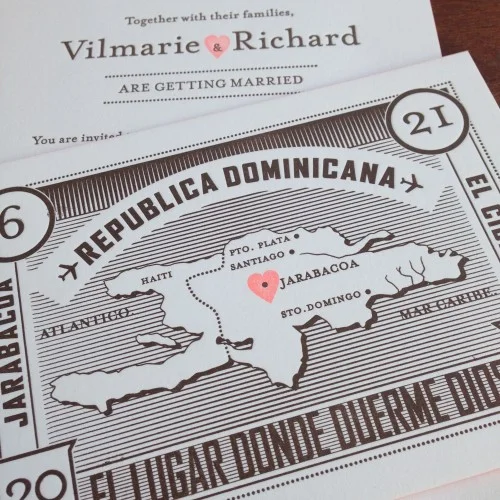 Together with their families,
Vilmarie & Richard
ARE GETTING MARRIED
You are invited
6
21
REPUBLICA DOMINICANA
JARABACOA
HAITI
PTO. PLATA
SANTIAGO
JARABACOA
STO. DOMINGO
ATLANTICO
MAR CARIBE
EL
20
EL LUGAR DONDE DUERME DIOS